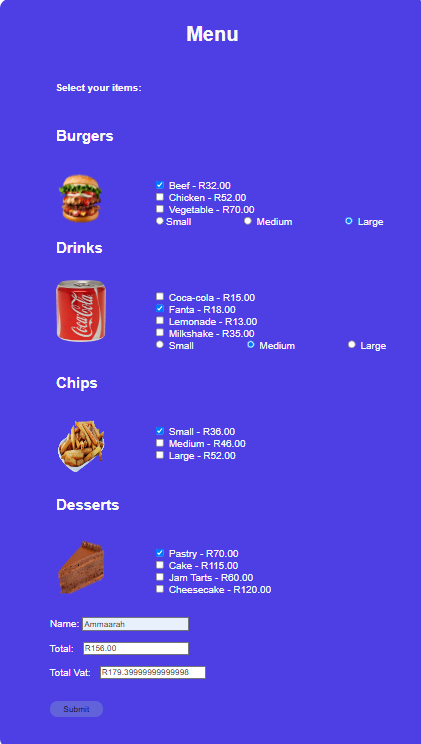 Menu
Select your items:
Burgers
Beef - R32.00
Chicken - R52.00
Vegetable - R70.00
Small Medium Large
Drinks
Coca-Cola
Coca-cola - R15.00
Fanta - R18.00
Lemonade - R13.00
Milkshake - R35.00
Small Medium Large
Chips
Small - R36.00
Medium - R46.00
Large - R52.00
Desserts
Pastry - R70.00
Cake - R115.00
Jam Tarts - R60.00
Cheesecake - R120.00
Name: Ammaarah
Total: R156.00
Total Vat: R179.39999999999998
Submit